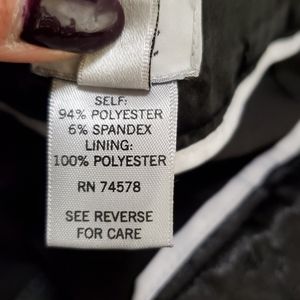 SELF:
94% POLYESTER
6% SPANDEX
LINING:
100% POLYESTER
RN 74578
SEE REVERSE
FOR CARE